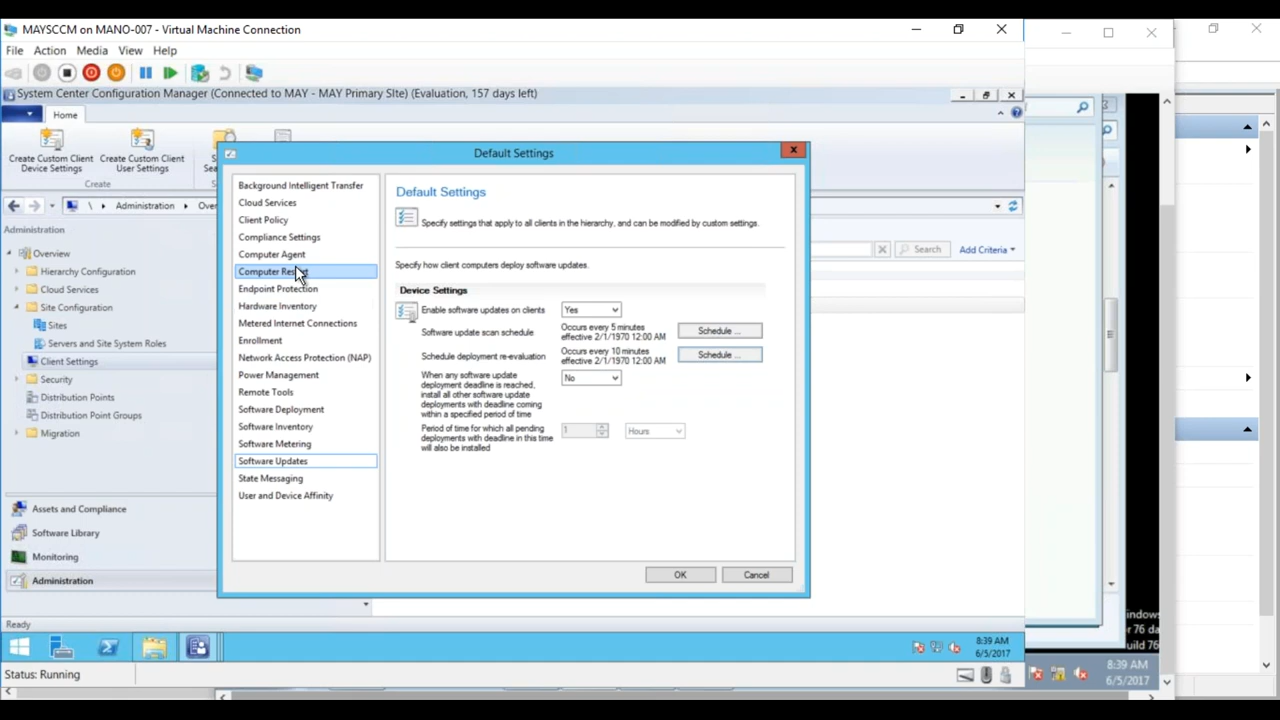 MAYSCCM on MANO-007 - Virtual Machine Connection
File Action Media View Help
System Center Configuration Manager (Connected to MAY - MAY Primary Site) (Evaluation, 157 days left)
Home
Create Custom Client Device Settings
Create Custom Client User Settings
Create
\ Administration
Administration
Overview
Hierarchy Configuration
Cloud Services
Site Configuration
Sites
Servers and Site System Roles
Client Settings
Security
Distribution Points
Distribution Point Groups
Migration
Assets and Compliance
Software Library
Monitoring
Administration
Ready
Default Settings
Background Intelligent Transfer
Cloud Services
Client Policy
Compliance Settings
Computer Agent
Computer
Endpoint Protection
Hardware Inventory
Metered Internet Connections
Enrollment
Network Access Protection (NAP)
Power Management
Remote Tools
Software Deployment
Software Inventory
Software Metering
Software Updates
State Messaging
User and Device Affinity
Default Settings
Specify settings that apply to all clients in the hierarchy, and can be modified by custom settings.
Specify how client computers deploy software updates.
Device Settings
Enable software updates on clients Yes
Software update scan schedule
Occurs every 5 minutes
effective 2/1/1970 12:00 AM
Schedule ...
Schedule deployment re-evaluation
Occurs every 10 minutes
effective 2/1/1970 12:00 AM
Schedule ...
When any software update
deployment deadline is reached,
install all other software update
deployments with deadline coming
within a specified period of time
No
Period of time for which all pending
deployments with deadline in this time
will also be installed
1 Hours
OK Cancel
Search
Add Criteria
8:39 AM
6/5/2017
Status: Running
8:39 AM
6/5/2017